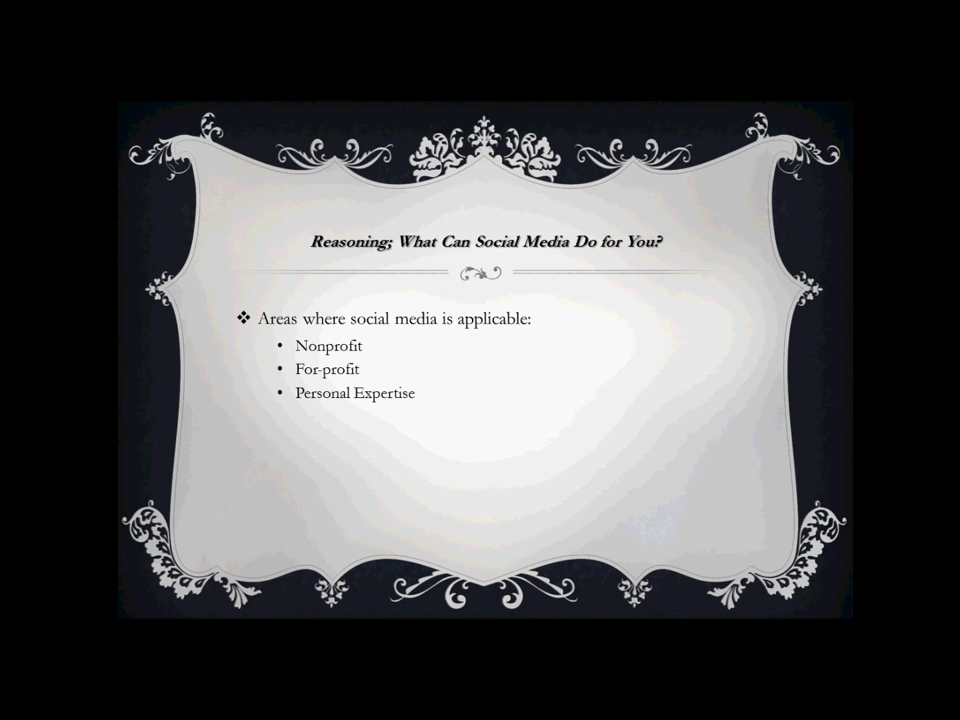 Reasoning; What Can Social Media Do for You?
❖ Areas where social media is applicable:
• Nonprofit
• For-profit
• Personal Expertise